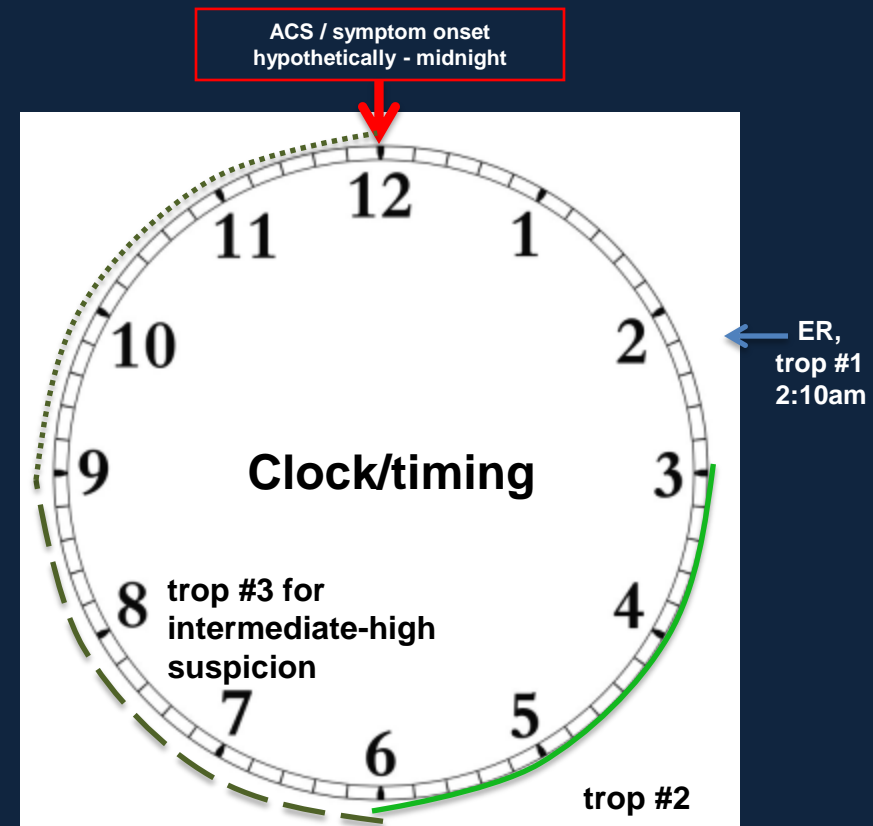 ACS / symptom onset
hypothetically - midnight
12
11
1
10
2
ER,
trop #1
2:10am
9
Clock/timing
3
8
trop #3 for
intermediate-high
suspicion
4
7
5
6
trop #2